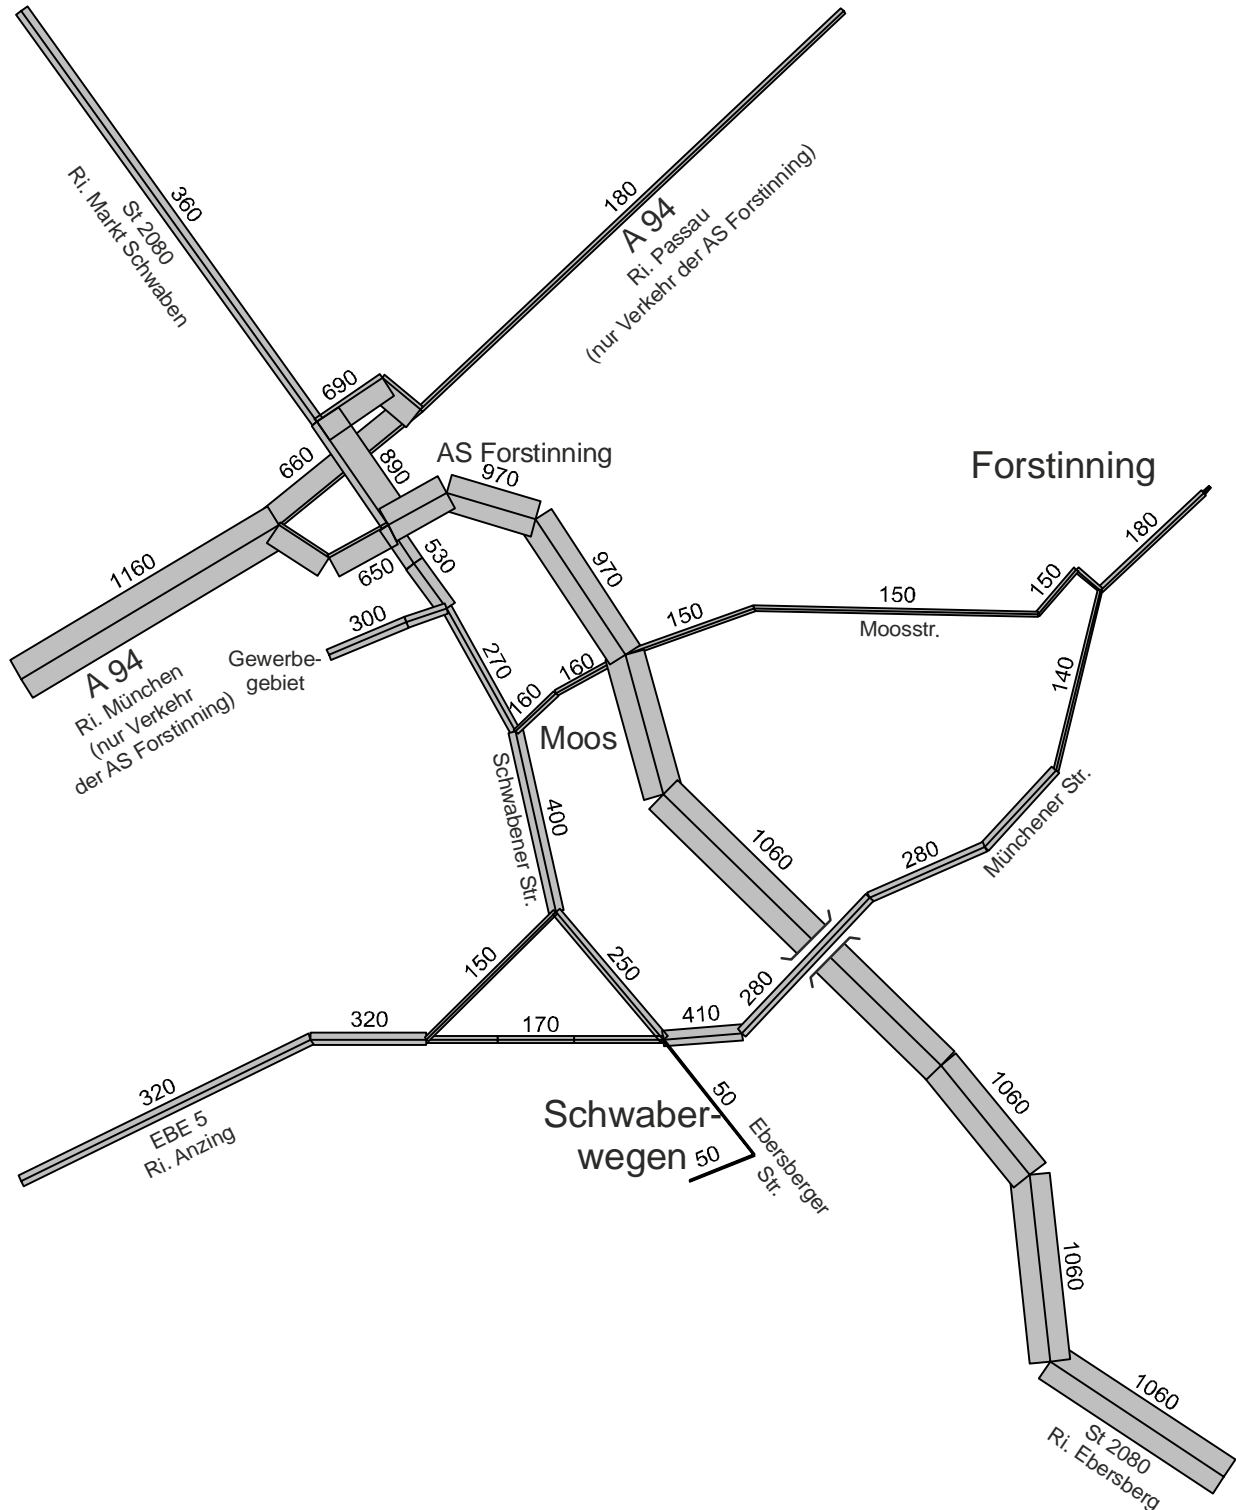 360
St 2080
Ri. Markt Schwaben
180
A 94
Ri. Passau
(nur Verkehr der AS Forstinning)
690
660
890
AS Forstinning
970
Forstinning
1160
650
530
970
180
300
Gewerbe-
gebiet
A 94
Ri. München
(nur Verkehr
der AS Forstinning)
270
160
160
150
150
Moosstr.
150
140
Moos
Schwabener Str.
400
1060
280
Münchener Str.
150
250
280
410
320
170
320
EBE 5
Ri. Anzing
50
Schwaber-
wegen
50
Ebersberger
Str.
1060
1060
1060
St 2080
Ri. Ebersberg